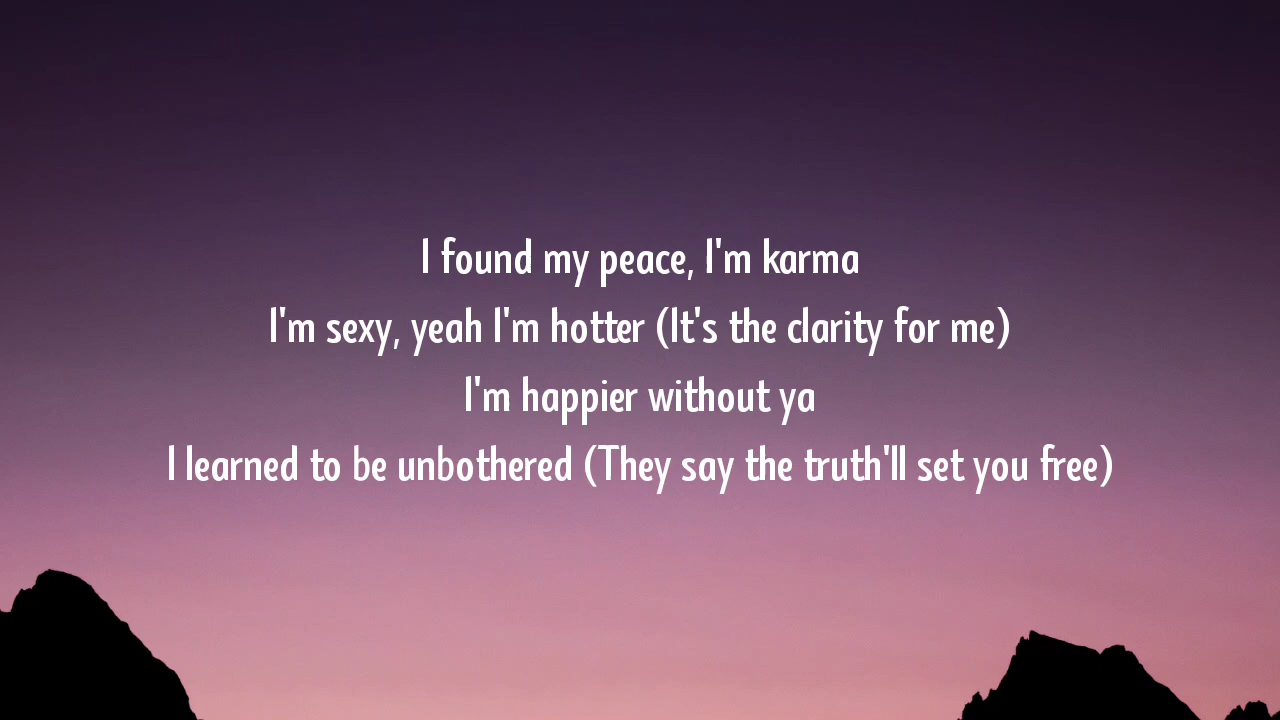 I found my peace, I'm karma
I'm sexy, yeah I'm hotter (It's the clarity for me)
I'm happier without ya
I learned to be unbothered (They say the truth'll set you free)